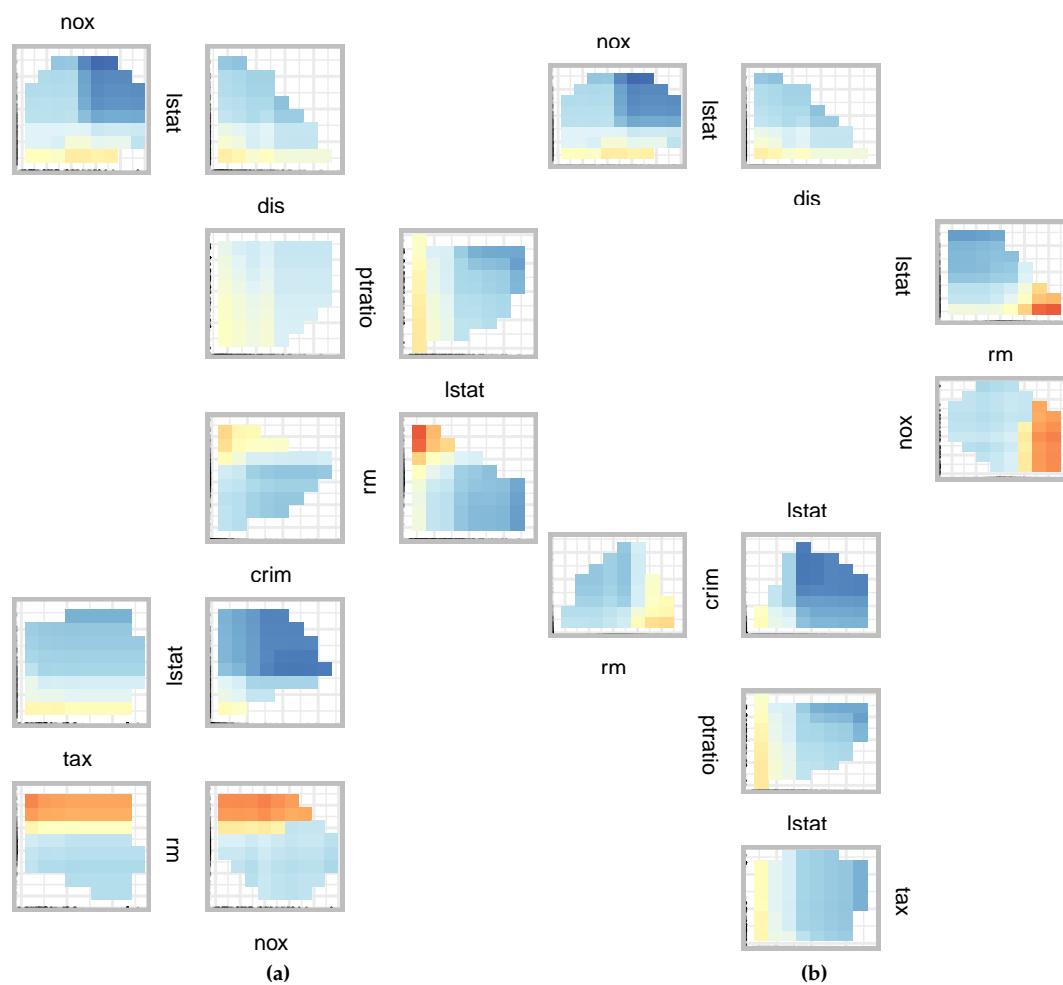 nox
lstat
dis
ptratio
lstat
rm
crim
lstat
tax
rm
nox
(a)
nox
lstat
dis
lstat
rm
nox
lstat
crim
rm
ptratio
lstat
tax
(b)